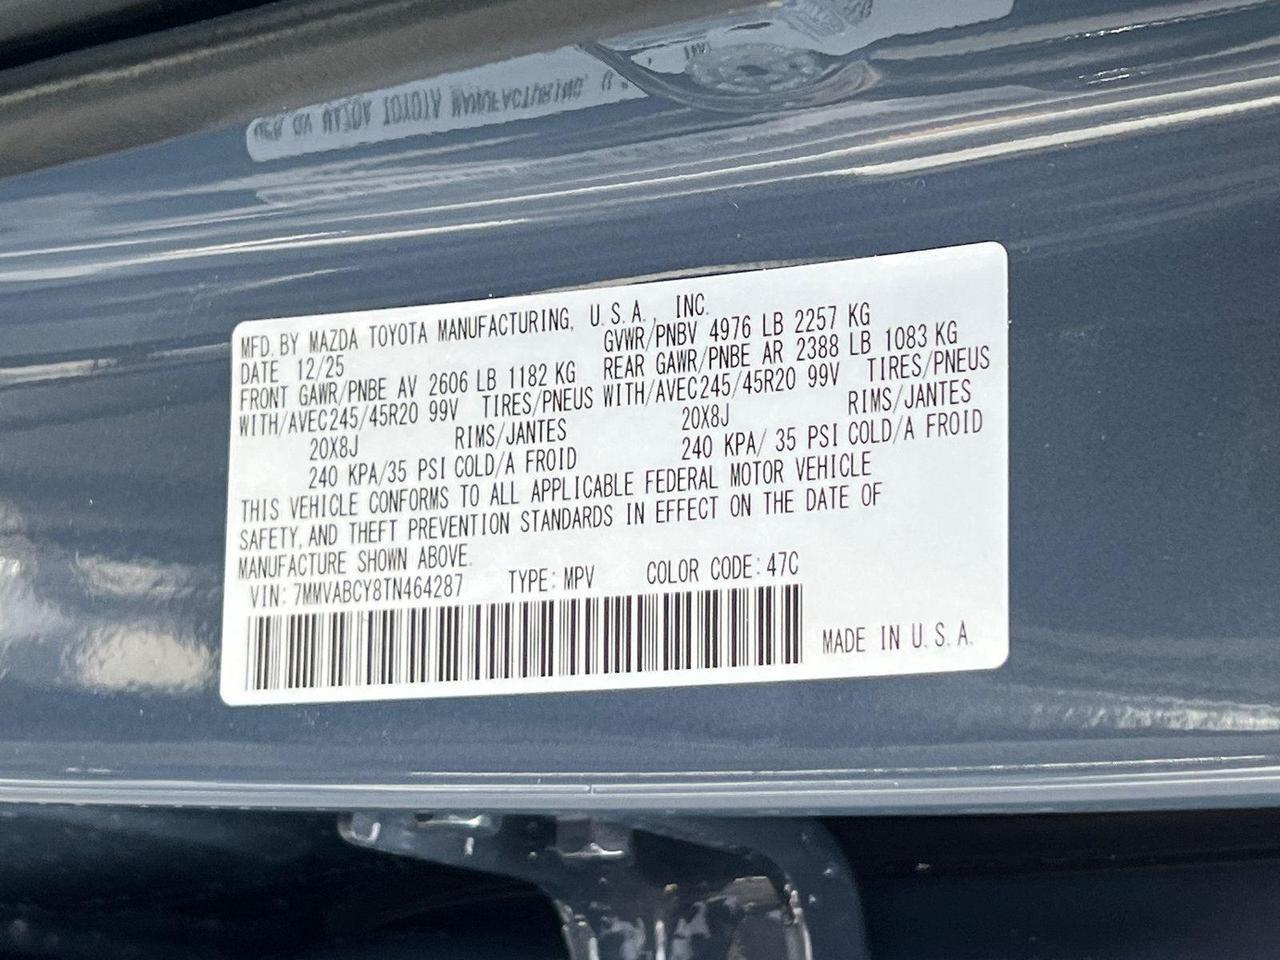 MFD. BY MAZDA TOYOTA MANUFACTURING, U.S.A., INC.
DATE 12/25 GVWR/PNBV 4976 LB 2257 KG
FRONT GAWR/PNBE AV 2606 LB 1182 KG REAR GAWR/PNBE AR 2388 LB 1083 KG
WITH/AVEC245/45R20 99V TIRES/PNEUS WITH/AVEC245/45R20 99V TIRES/PNEUS
20X8J RIMS/JANTES 20X8J RIMS/JANTES
240 KPA/35 PSI COLD/A FROID 240 KPA/ 35 PSI COLD/A FROID
THIS VEHICLE CONFORMS TO ALL APPLICABLE FEDERAL MOTOR VEHICLE
SAFETY, AND THEFT PREVENTION STANDARDS IN EFFECT ON THE DATE OF
MANUFACTURE SHOWN ABOVE.
VIN: 7MMVABCY8TN464287 TYPE: MPV COLOR CODE: 47C
MADE IN U.S.A.